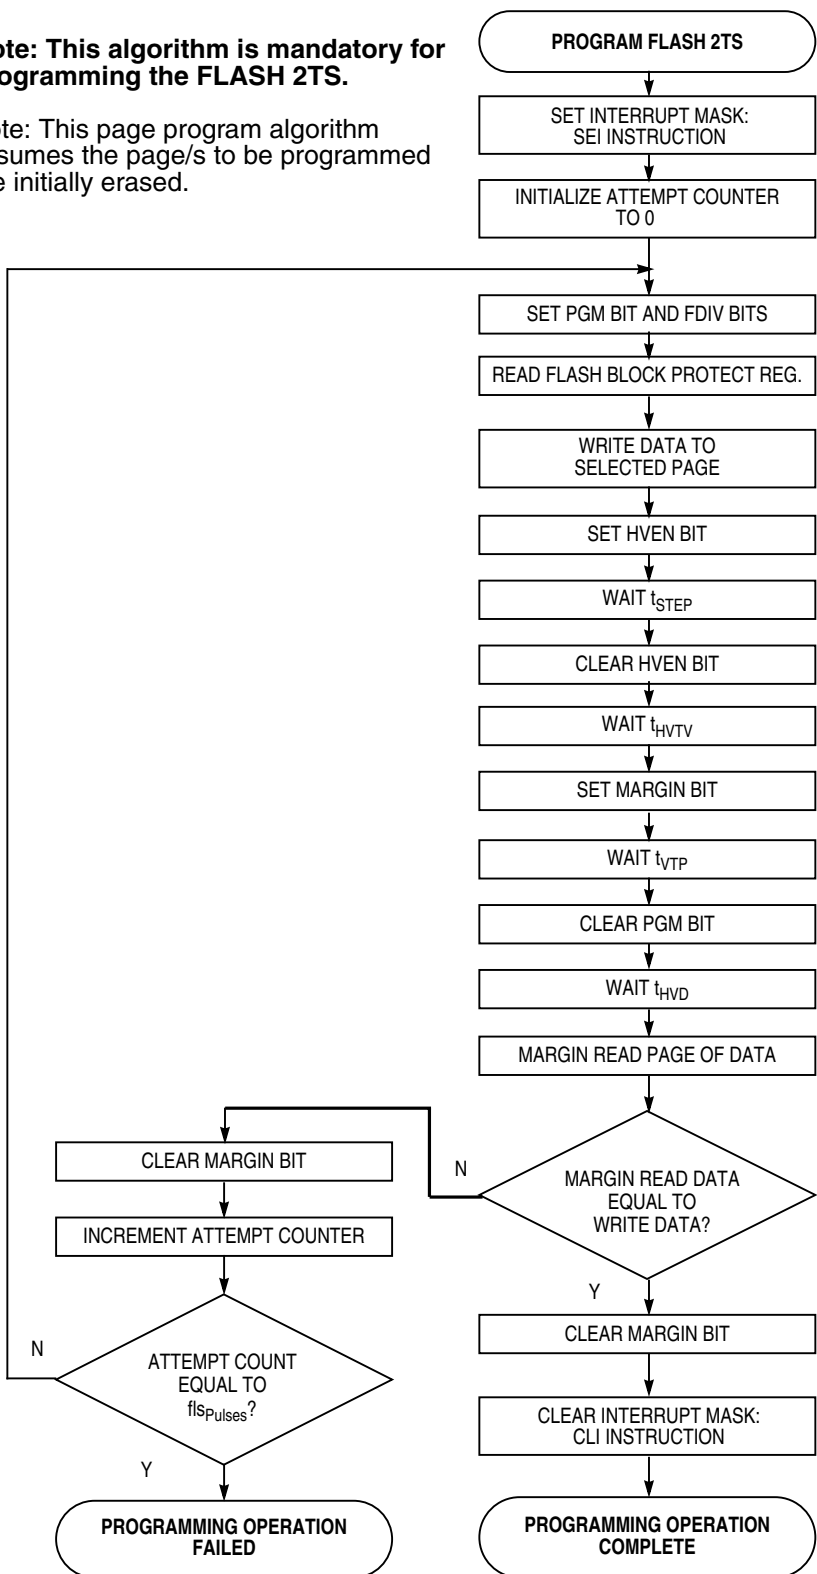 ote: This algorithm is mandatory for
ogramming the FLASH 2TS.
ote: This page program algorithm
sumes the page/s to be programmed
e initially erased.
PROGRAM FLASH 2TS
SET INTERRUPT MASK:
SEI INSTRUCTION
INITIALIZE ATTEMPT COUNTER
TO 0
SET PGM BIT AND FDIV BITS
READ FLASH BLOCK PROTECT REG.
WRITE DATA TO
SELECTED PAGE
SET HVEN BIT
WAIT tSTEP
CLEAR HVEN BIT
WAIT tHVTV
SET MARGIN BIT
WAIT tVTP
CLEAR PGM BIT
WAIT tHVD
MARGIN READ PAGE OF DATA
MARGIN READ DATA
EQUAL TO
WRITE DATA?
N
CLEAR MARGIN BIT
INCREMENT ATTEMPT COUNTER
ATTEMPT COUNT
EQUAL TO
flsPulses?
N
Y
PROGRAMMING OPERATION
FAILED
Y
CLEAR MARGIN BIT
CLEAR INTERRUPT MASK:
CLI INSTRUCTION
PROGRAMMING OPERATION
COMPLETE